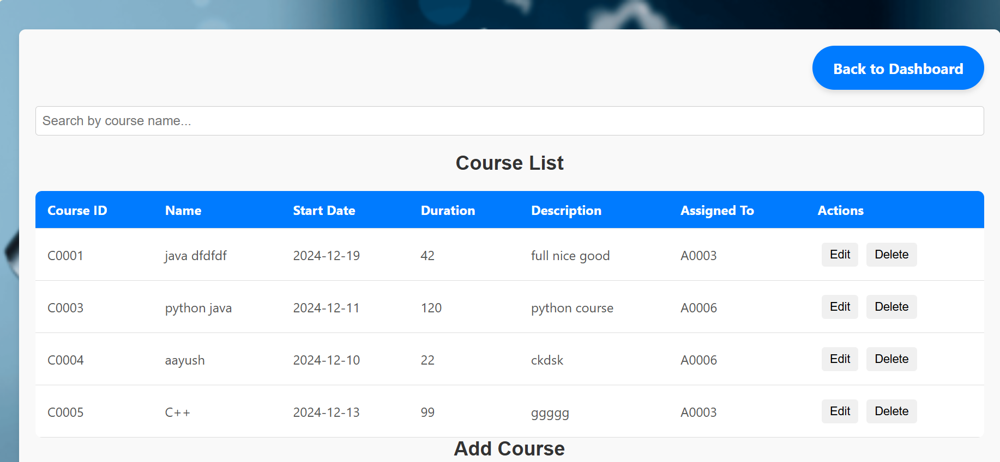 Back to Dashboard
Search by course name...
Course List
Course ID Name Start Date Duration Description Assigned To Actions
C0001 java dfdfdf 2024-12-19 42 full nice good A0003 Edit Delete
C0003 python java 2024-12-11 120 python course A0006 Edit Delete
C0004 aayush 2024-12-10 22 ckdsk A0006 Edit Delete
C0005 C++ 2024-12-13 99 ggggg A0003 Edit Delete
Add Course